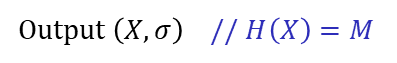 Output (X, σ) // H(X) = M